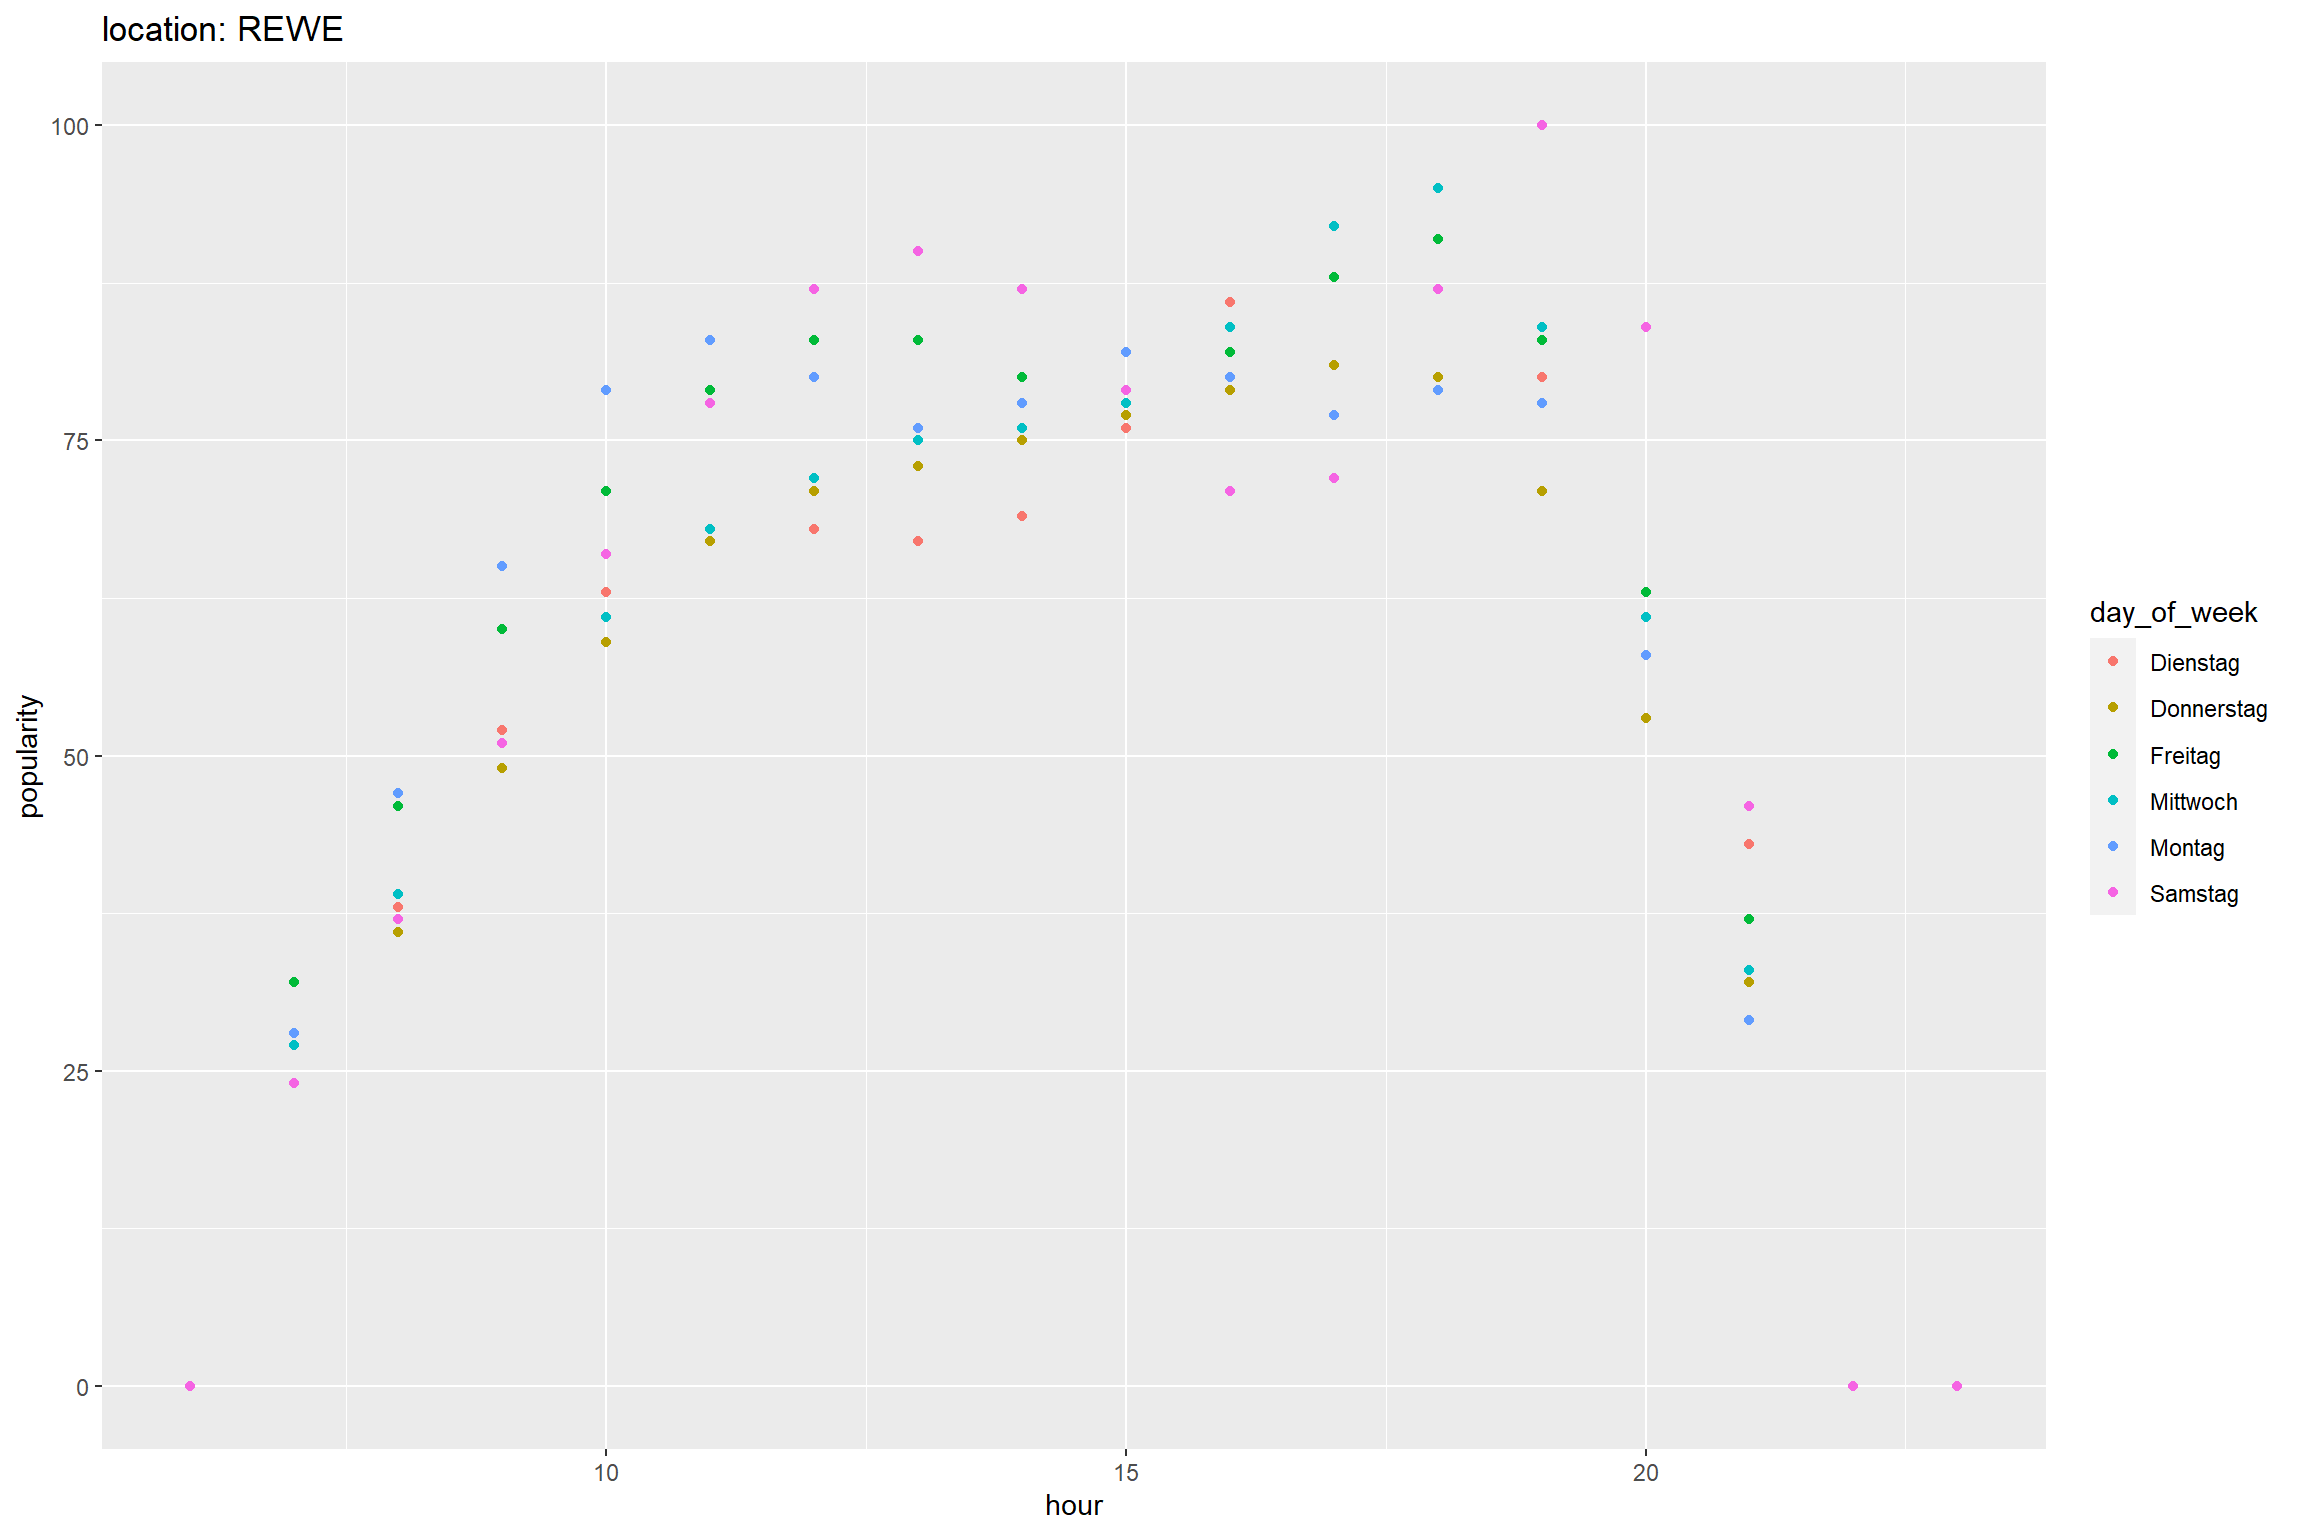 location: REWE
100
75
50
25
0
popularity
10 15 20
hour
day_of_week
Dienstag
Donnerstag
Freitag
Mittwoch
Montag
Samstag